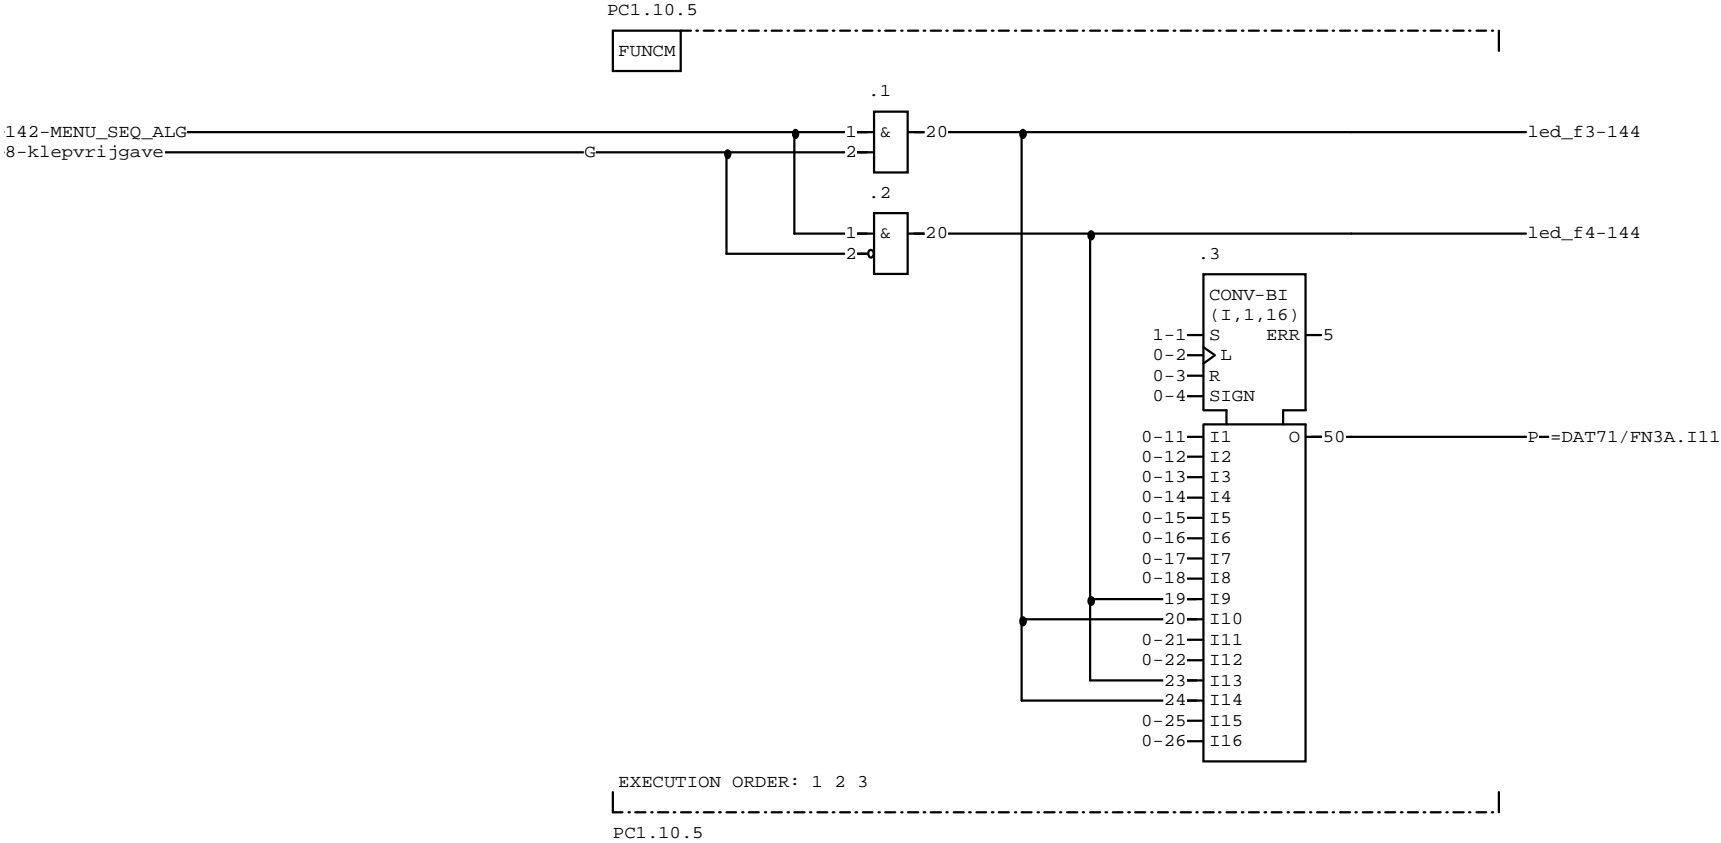 PC1.10.5
FUNCM
.1
142-MENU_SEQ_ALG 1 & 20 led_f3-144
8-klepvrijgave G 2
.2
1 & 20 led_f4-144
2
.3
CONV-BI
(I,1,16)
1-1 S ERR 5
0-2 L
0-3 R
0-4 SIGN
0-11 I1 O 50 P-=DAT71/FN3A.I11
0-12 I2
0-13 I3
0-14 I4
0-15 I5
0-16 I6
0-17 I7
0-18 I8
19 I9
20 I10
0-21 I11
0-22 I12
23 I13
24 I14
0-25 I15
0-26 I16
EXECUTION ORDER: 1 2 3
PC1.10.5